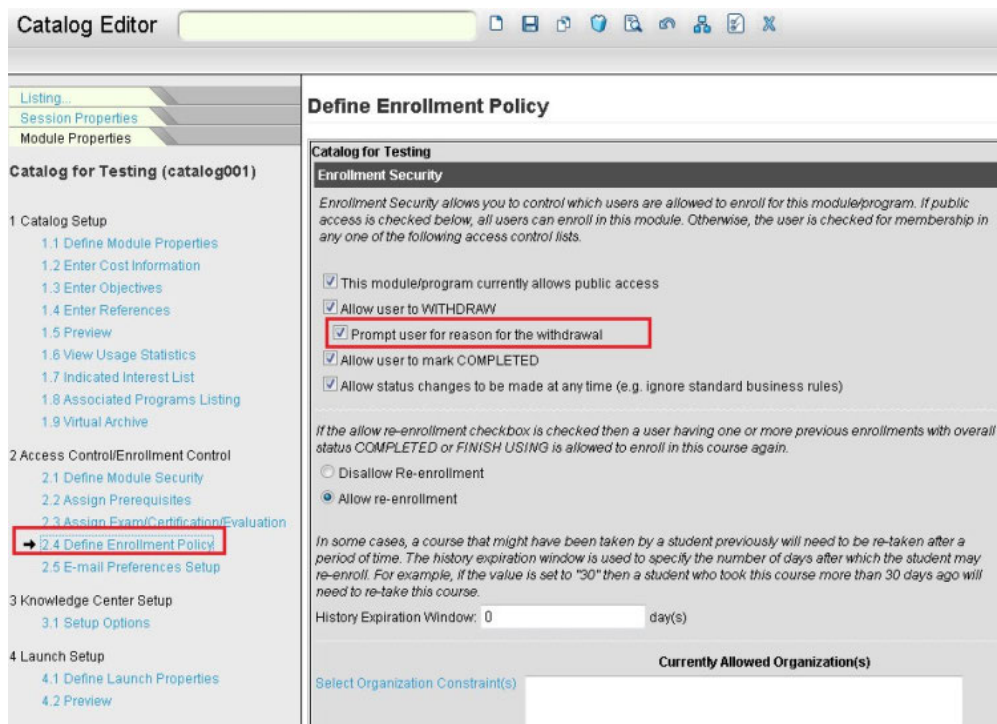 Catalog Editor
Listing...
Session Properties
Module Properties
Catalog for Testing (catalog001)
1 Catalog Setup
1.1 Define Module Properties
1.2 Enter Cost Information
1.3 Enter Objectives
1.4 Enter References
1.5 Preview
1.6 View Usage Statistics
1.7 Indicated Interest List
1.8 Associated Programs Listing
1.9 Virtual Archive
2 Access Control/Enrollment Control
2.1 Define Module Security
2.2 Assign Prerequisites
2.3 Assign Exam/Certification/Evaluation
2.4 Define Enrollment Policy
2.5 E-mail Preferences Setup
3 Knowledge Center Setup
3.1 Setup Options
4 Launch Setup
4.1 Define Launch Properties
4.2 Preview
Define Enrollment Policy
Catalog for Testing
Enrollment Security
Enrollment Security allows you to control which users are allowed to enroll for this module/program. If public
access is checked below, all users can enroll in this module. Otherwise, the user is checked for membership in
any one of the following access control lists.
This module/program currently allows public access
Allow user to WITHDRAW
Prompt user for reason for the withdrawal
Allow user to mark COMPLETED
Allow status changes to be made at any time (e.g. ignore standard business rules)
If the allow re-enrollment checkbox is checked then a user having one or more previous enrollments with overall
status COMPLETED or FINISH USING is allowed to enroll in this course again.
Disallow Re-enrollment
Allow re-enrollment
In some cases, a course that might have been taken by a student previously will need to be re-taken after a
period of time. The history expiration window is used to specify the number of days after which the student may
re-enroll. For example, if the value is set to "30" then a student who took this course more than 30 days ago will
need to re-take this course.
History Expiration Window: 0 day(s)
Currently Allowed Organization(s)
Select Organization Constraint(s)